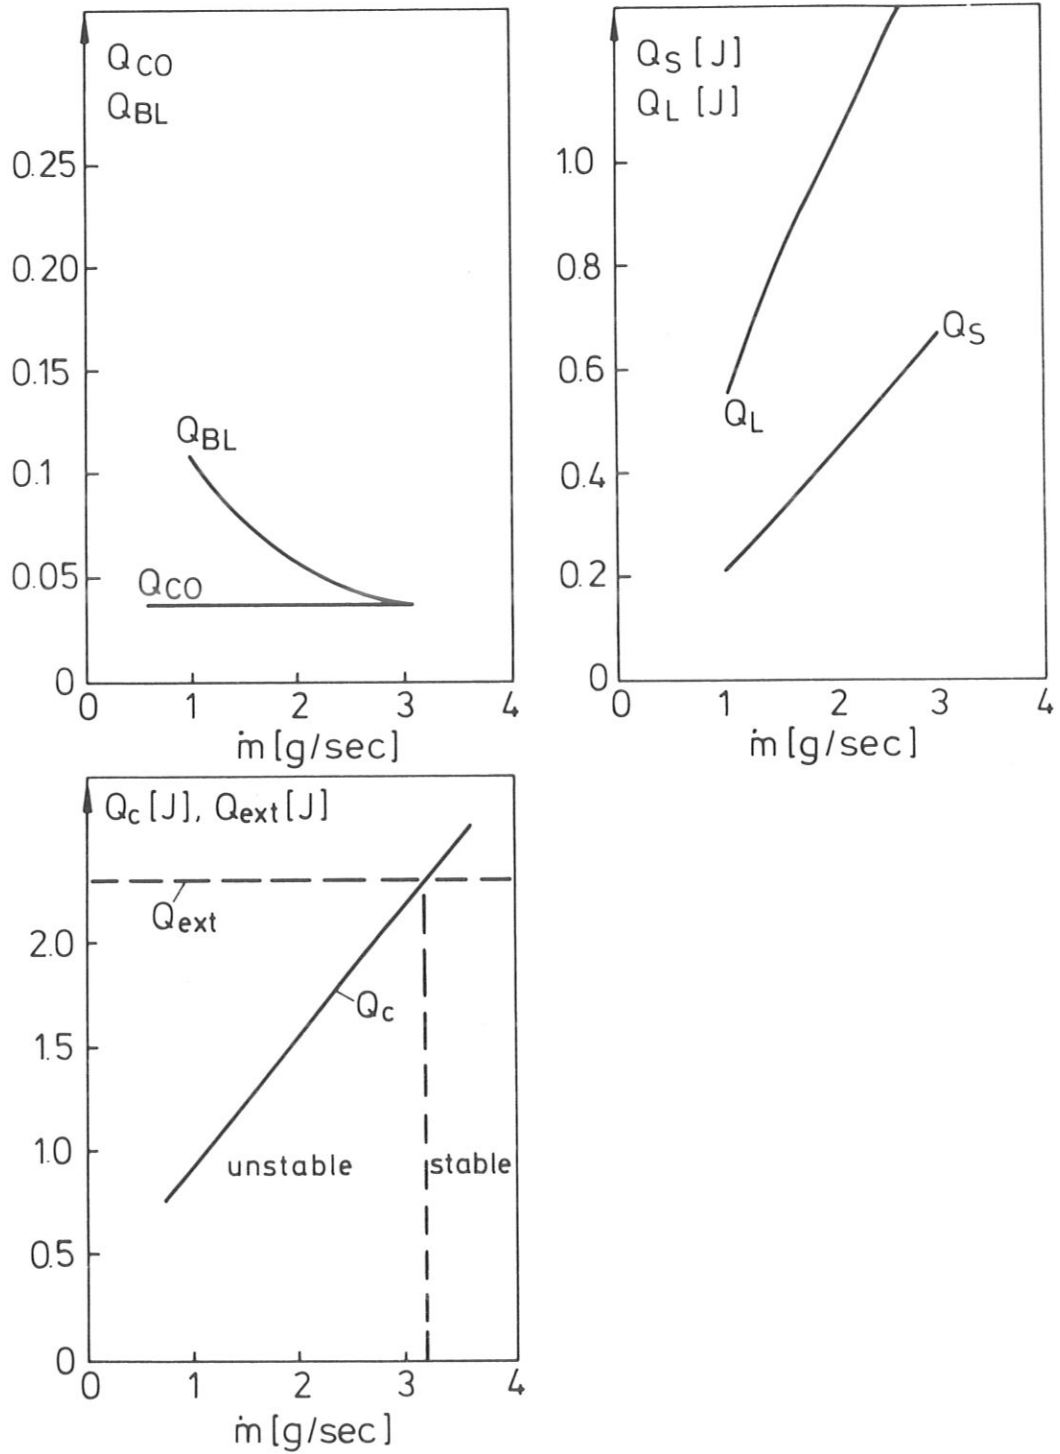 Q_CO
Q_BL
0.25
0.20
0.15
0.1
0.05
0
Q_BL
Q_CO
0 1 2 3 4
ṁ [g/sec]
Q_S [J]
Q_L [J]
1.0
0.8
0.6
0.4
0.2
0
Q_S
Q_L
0 1 2 3 4
ṁ [g/sec]
Q_c [J], Q_ext [J]
Q_ext
2.0
Q_c
1.5
1.0
unstable stable
0.5
0
0 1 2 3 4
ṁ [g/sec]